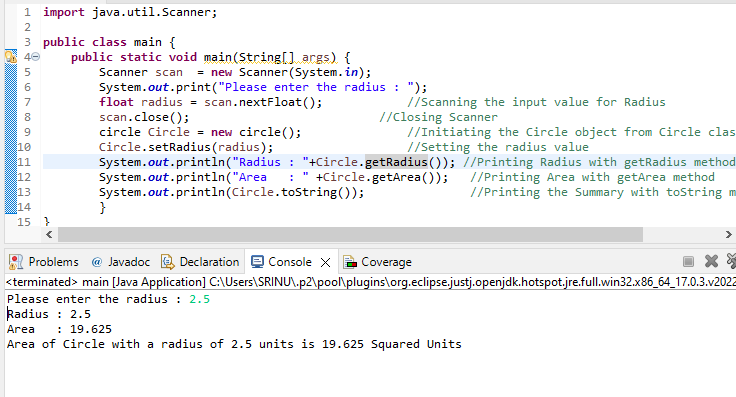 1 import java.util.Scanner;
2
3 public class main {
4 public static void main(String[] args) {
5 Scanner scan  = new Scanner(System.in);
6 System.out.print("Please enter the radius : ");
7 float radius = scan.nextFloat();            //Scanning the input value for Radius
8 scan.close();                           //Closing Scanner
9 circle Circle = new circle();               //Initiating the Circle object from Circle clas
10 Circle.setRadius(radius);                   //Setting the radius value
11 System.out.println("Radius : "+Circle.getRadius()); //Printing Radius with getRadius method
12 System.out.println("Area   : " +Circle.getArea());   //Printing Area with getArea method
13 System.out.println(Circle.toString());               //Printing the Summary with toString m
14 }
15 }
Problems @ Javadoc Declaration Console Coverage
<terminated> main [Java Application] C:\Users\SRINU\.p2\pool\plugins\org.eclipse.justj.openjdk.hotspot.jre.full.win32.x86_64_17.0.3.v2022
Please enter the radius : 2.5
Radius : 2.5
Area   : 19.625
Area of Circle with a radius of 2.5 units is 19.625 Squared Units